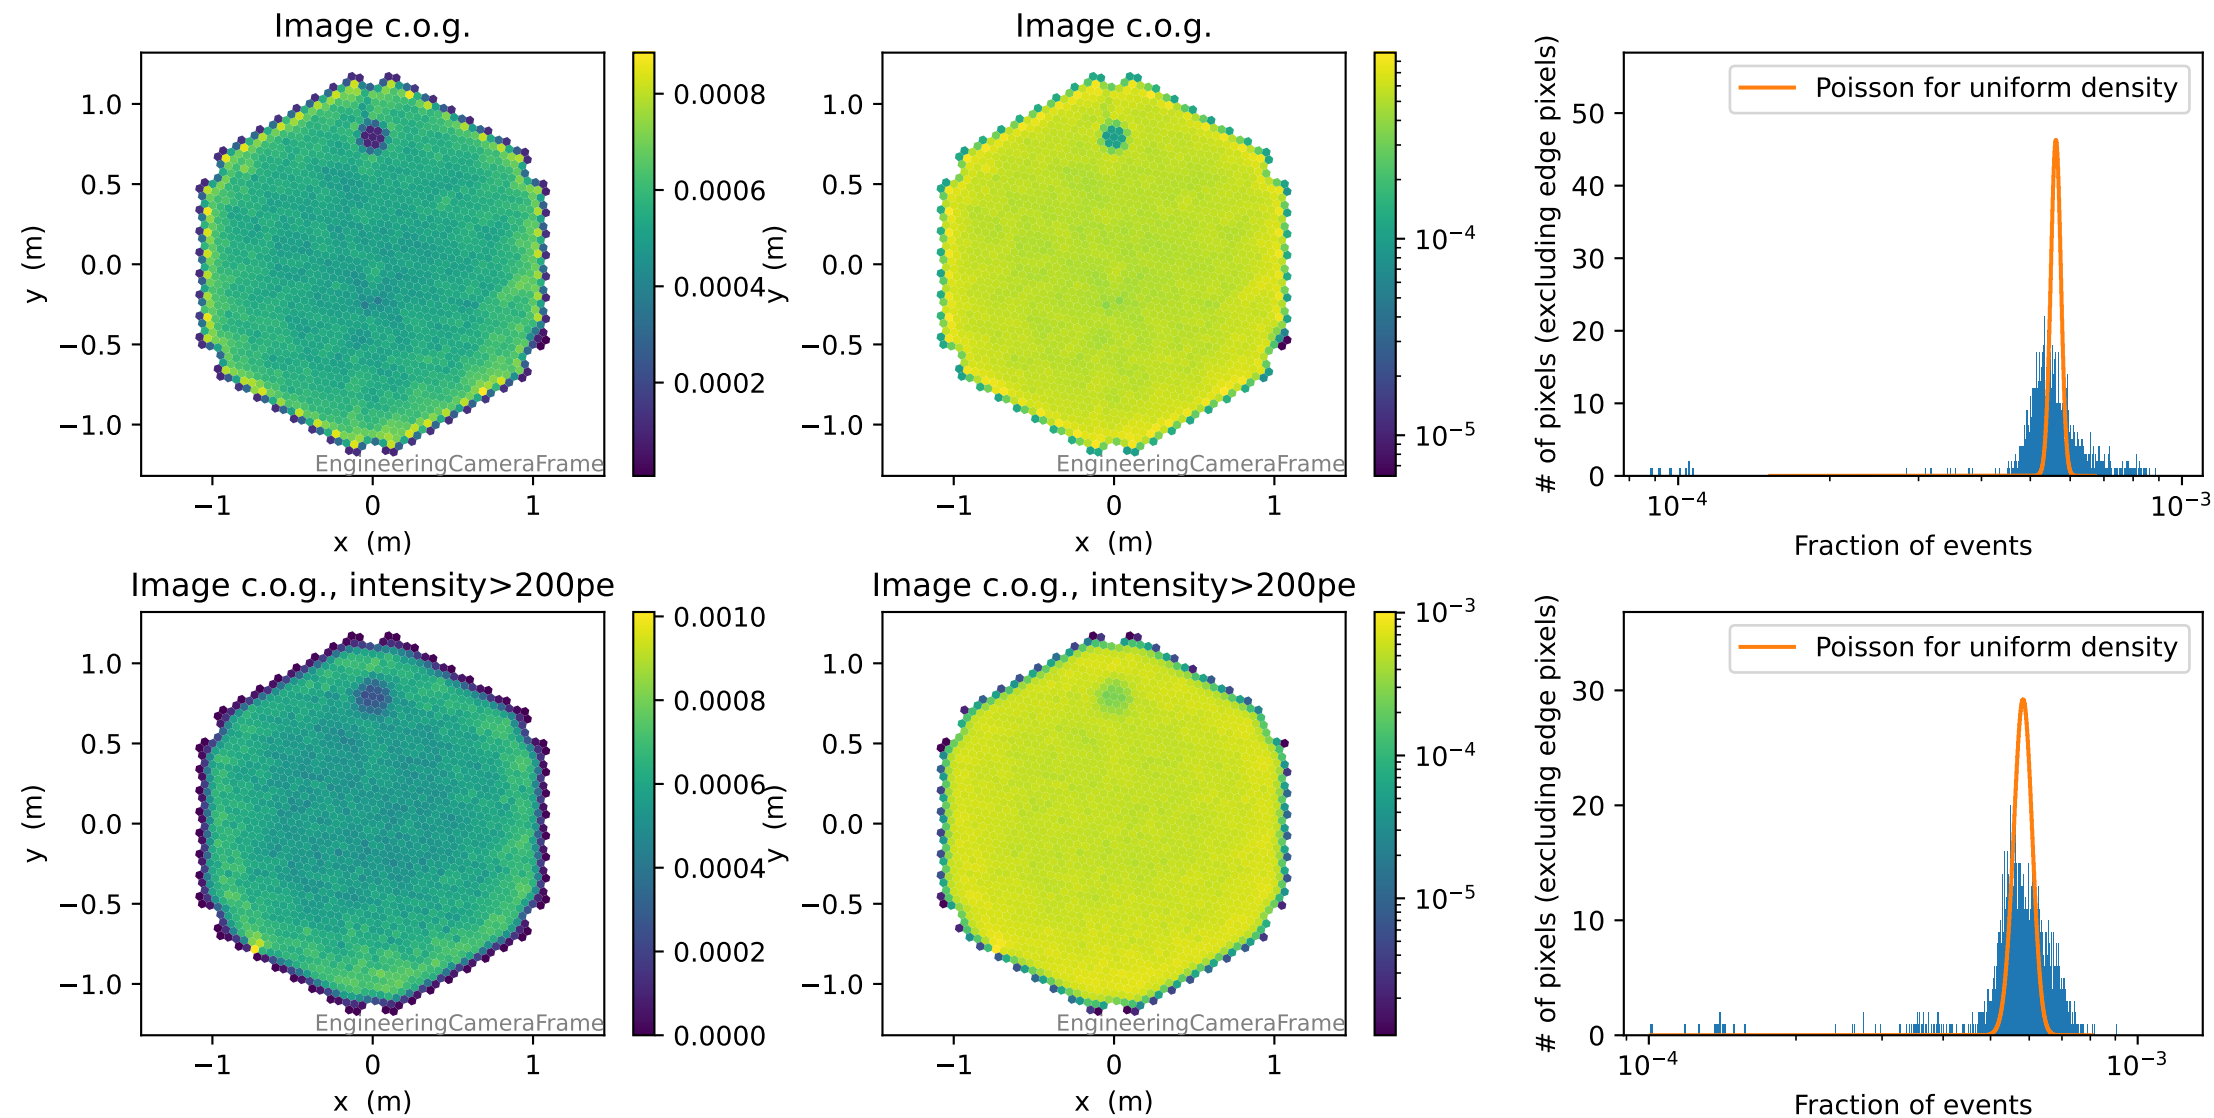 Image c.o.g.
1.0
0.5
0.0
−0.5
−1.0
y (m)
−1 0 1
x (m)
EngineeringCameraFrame
0.0008
0.0006
0.0004
0.0002
Image c.o.g.
1.0
0.5
0.0
−0.5
−1.0
y (m)
−1 0 1
x (m)
EngineeringCameraFrame
10⁻⁴
10⁻⁵
# of pixels (excluding edge pixels)
50
40
30
20
10
0
Poisson for uniform density
10⁻⁴ 10⁻³
Fraction of events
Image c.o.g., intensity>200pe
1.0
0.5
0.0
−0.5
−1.0
y (m)
−1 0 1
x (m)
EngineeringCameraFrame
0.0010
0.0008
0.0006
0.0004
0.0002
0.0000
Image c.o.g., intensity>200pe
1.0
0.5
0.0
−0.5
−1.0
y (m)
−1 0 1
x (m)
EngineeringCameraFrame
10⁻³
10⁻⁴
10⁻⁵
# of pixels (excluding edge pixels)
30
20
10
0
Poisson for uniform density
10⁻⁴ 10⁻³
Fraction of events